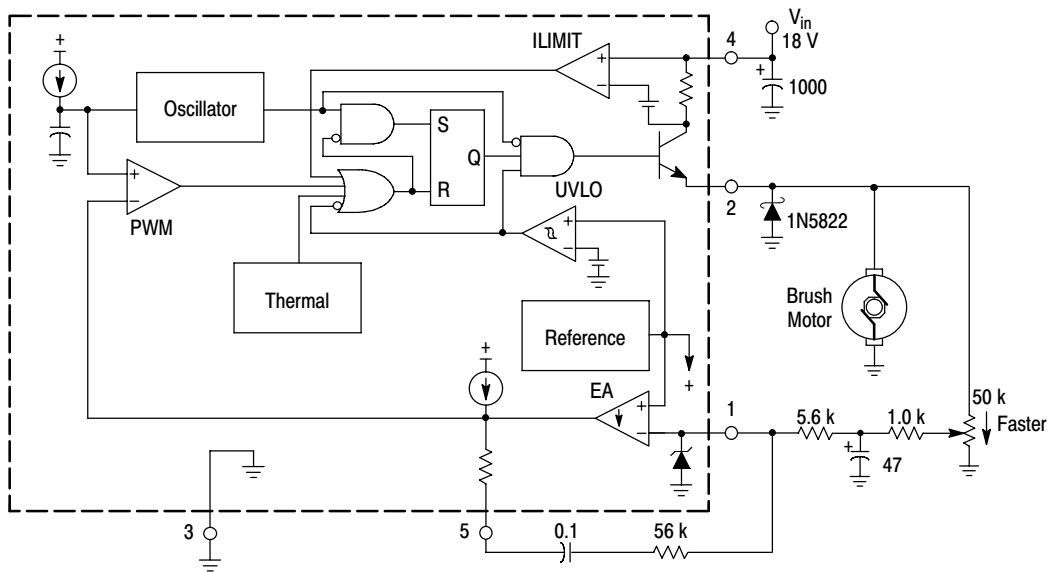 V_in
18 V
ILIMIT
4
+
+
−
+
1000
+
Oscillator
S
Q
R
UVLO
2
1N5822
+
−
PWM
+
−
Thermal
Brush
Motor
Reference
+
+
EA
+
−
1
5.6 k
1.0 k
50 k
Faster
+
47
3
5
0.1
56 k